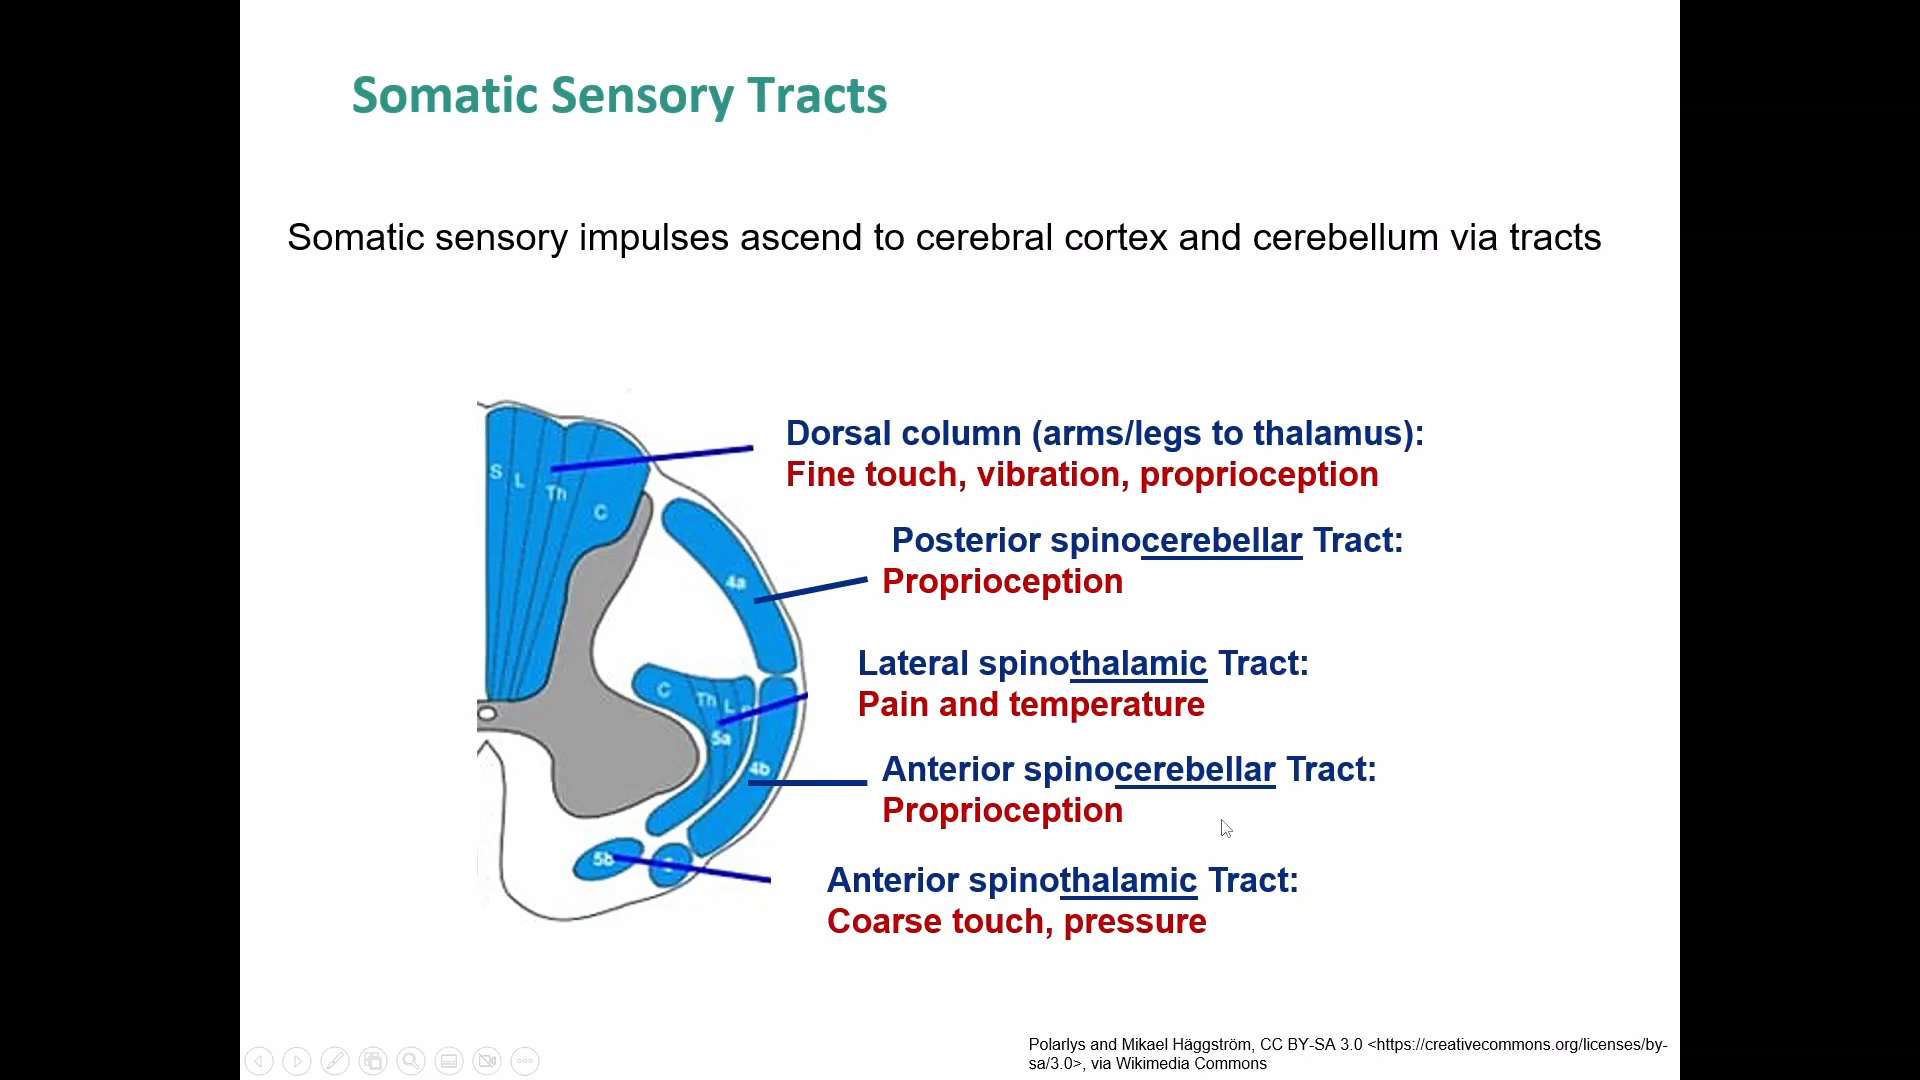 Somatic Sensory Tracts
Somatic sensory impulses ascend to cerebral cortex and cerebellum via tracts
Dorsal column (arms/legs to thalamus):
Fine touch, vibration, proprioception
S
L
Th
C
Posterior spinocerebellar Tract:
Proprioception
4a
Lateral spinothalamic Tract:
Pain and temperature
C
Th
L
5a
4b
Anterior spinocerebellar Tract:
Proprioception
5b
Anterior spinothalamic Tract:
Coarse touch, pressure
Polarlys and Mikael Häggström, CC BY-SA 3.0 <https://creativecommons.org/licenses/by-
sa/3.0>, via Wikimedia Commons